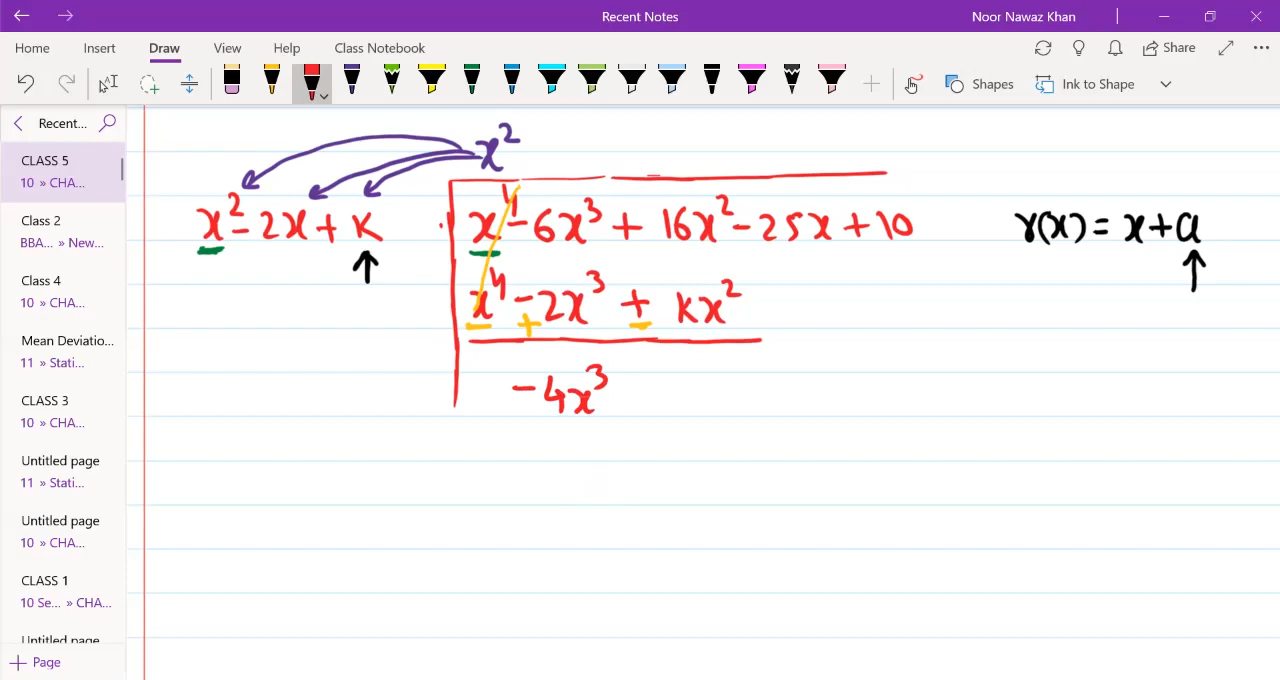 Recent Notes
Noor Nawaz Khan
Home Insert Draw View Help Class Notebook
Share
Shapes
Ink to Shape
Recent...
CLASS 5
10 » CHA...
Class 2
BBA... » New...
Class 4
10 » CHA...
Mean Deviatio...
11 » Stati...
CLASS 3
10 » CHA...
Untitled page
11 » Stati...
Untitled page
10 » CHA...
CLASS 1
10 Se... » CHA...
Untitled page
Page
x²
x² - 2x + k
x⁴ - 6x³ + 16x² - 25x + 10
r(x) = x + a
x⁴ - 2x³ + kx²
- + -
- 4x³